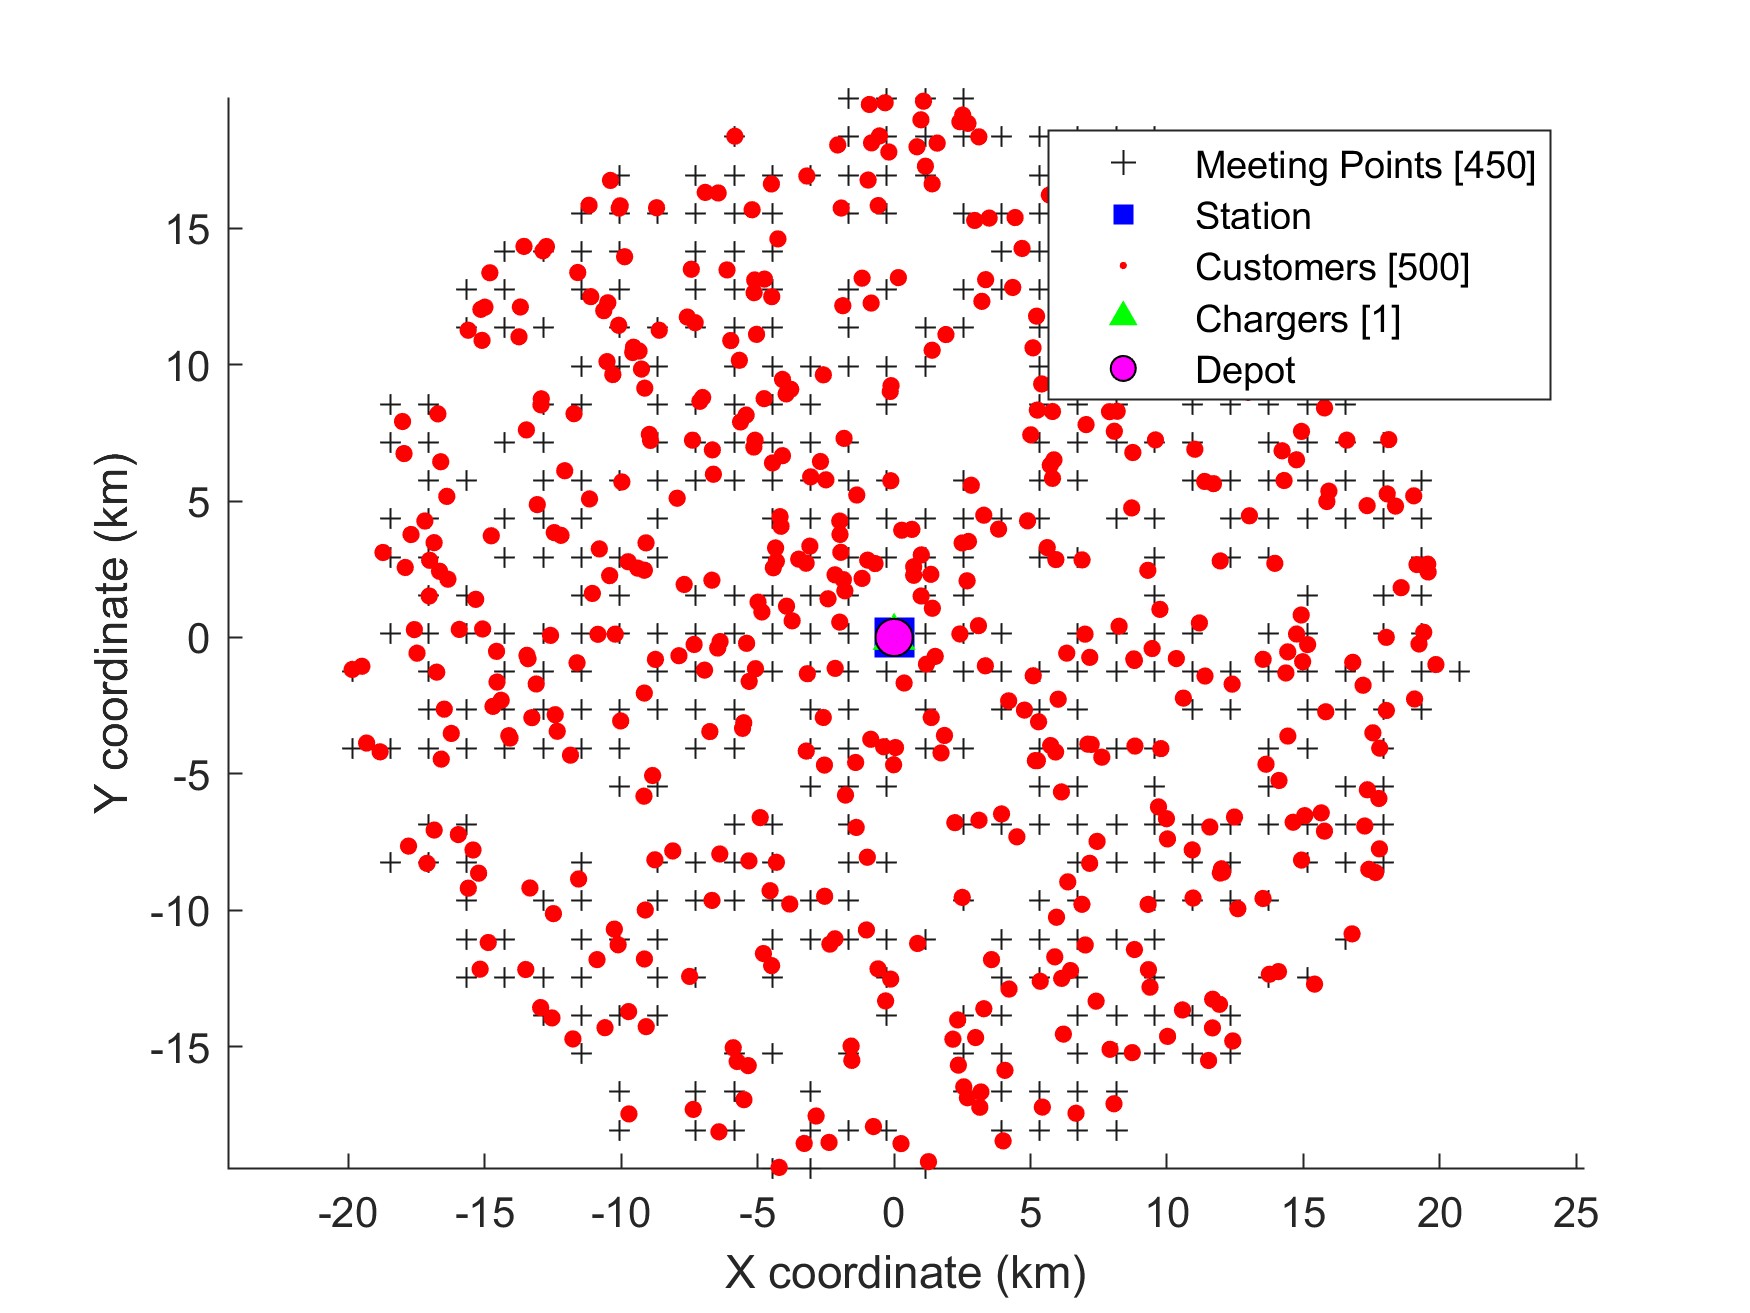 Meeting Points [450]
Station
Customers [500]
Chargers [1]
Depot
Y coordinate (km)
15
10
5
0
-5
-10
-15
-20 -15 -10 -5 0 5 10 15 20 25
X coordinate (km)